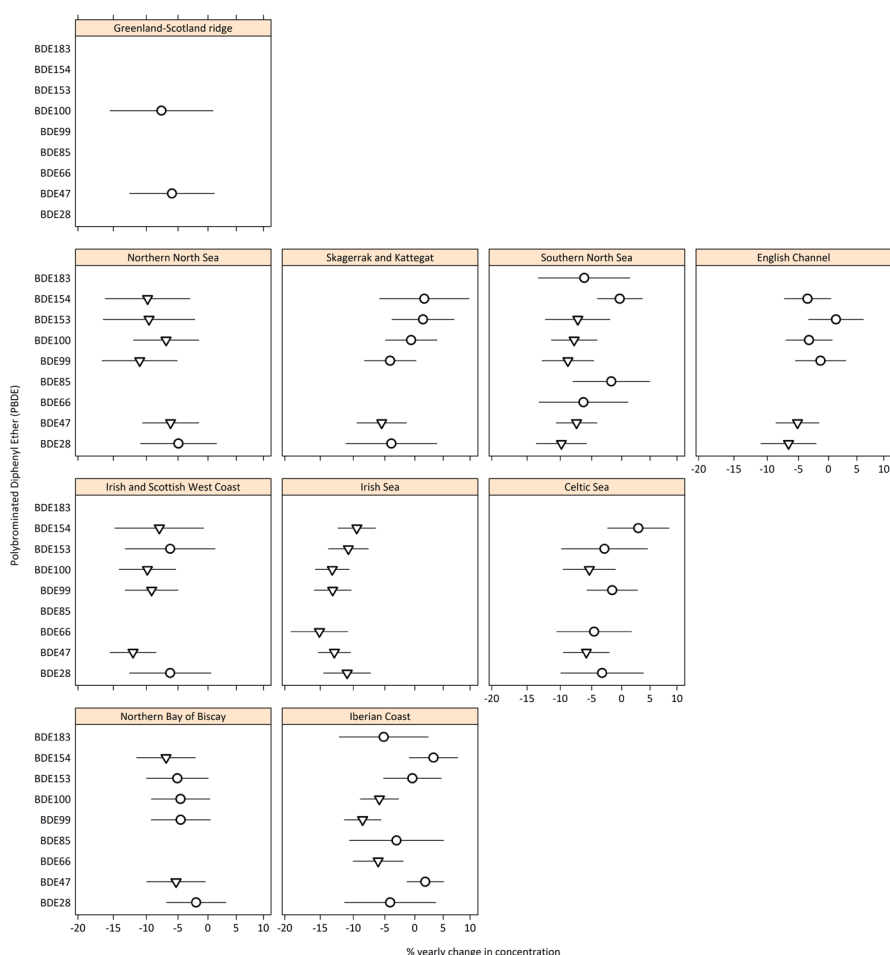 Greenland-Scotland ridge
BDE183
BDE154
BDE153
BDE100
BDE99
BDE85
BDE66
BDE47
BDE28
Northern North Sea
Skagerrak and Kattegat
Southern North Sea
English Channel
BDE183
BDE154
BDE153
BDE100
BDE99
BDE85
BDE66
BDE47
BDE28
-20 -15 -10 -5 0 5 10
Polybrominated Diphenyl Ether (PBDE)
Irish and Scottish West Coast
Irish Sea
Celtic Sea
BDE183
BDE154
BDE153
BDE100
BDE99
BDE85
BDE66
BDE47
BDE28
-20 -15 -10 -5 0 5 10
Northern Bay of Biscay
Iberian Coast
BDE183
BDE154
BDE153
BDE100
BDE99
BDE85
BDE66
BDE47
BDE28
-20 -15 -10 -5 0 5 10
-20 -15 -10 -5 0 5 10
% yearly change in concentration